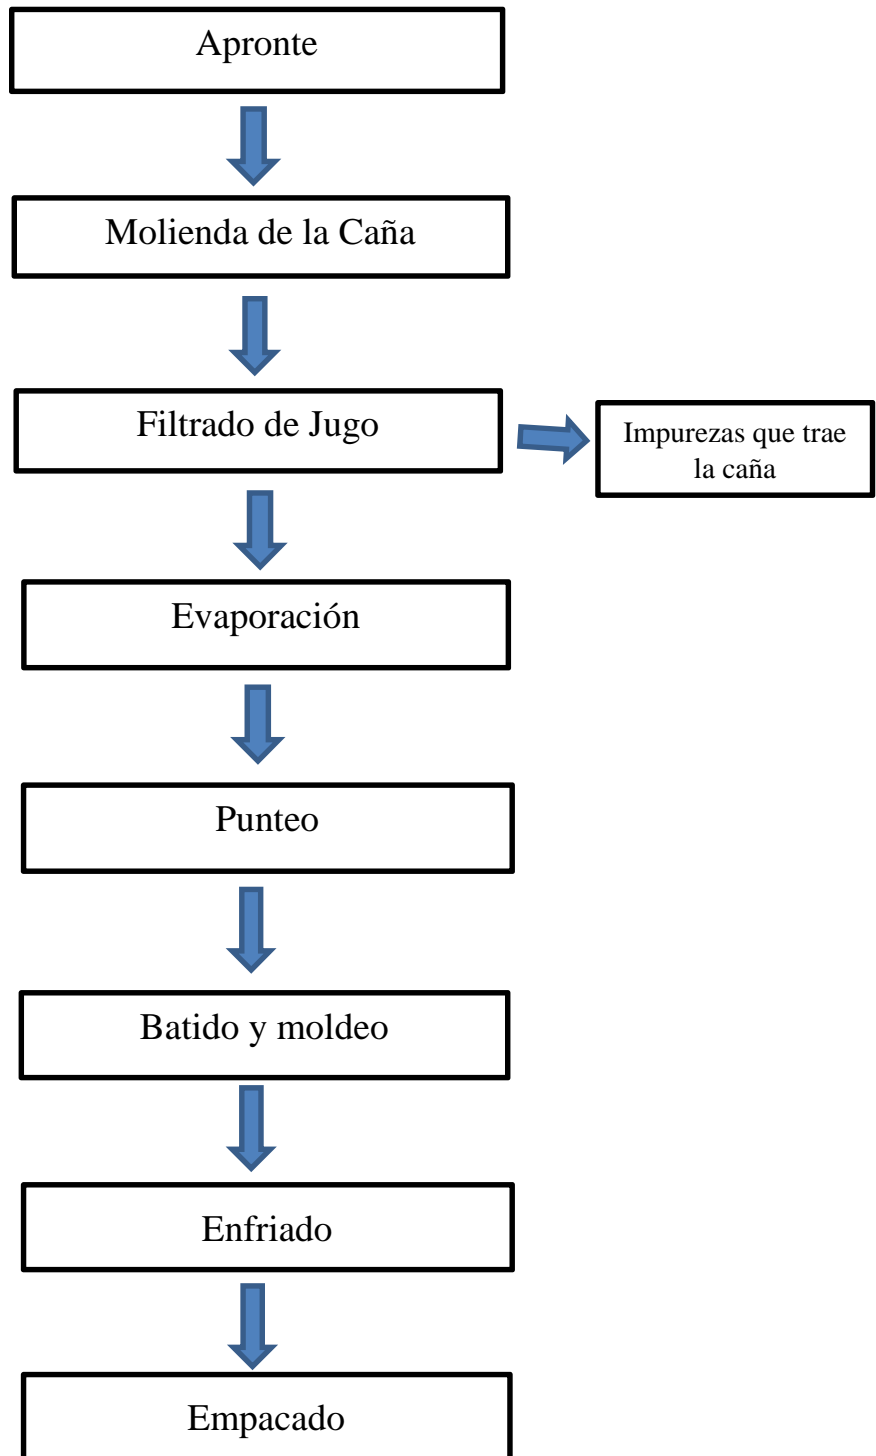 Apronte
Molienda de la Caña
Filtrado de Jugo
Impurezas que trae
la caña
Evaporación
Punteo
Batido y moldeo
Enfriado
Empacado